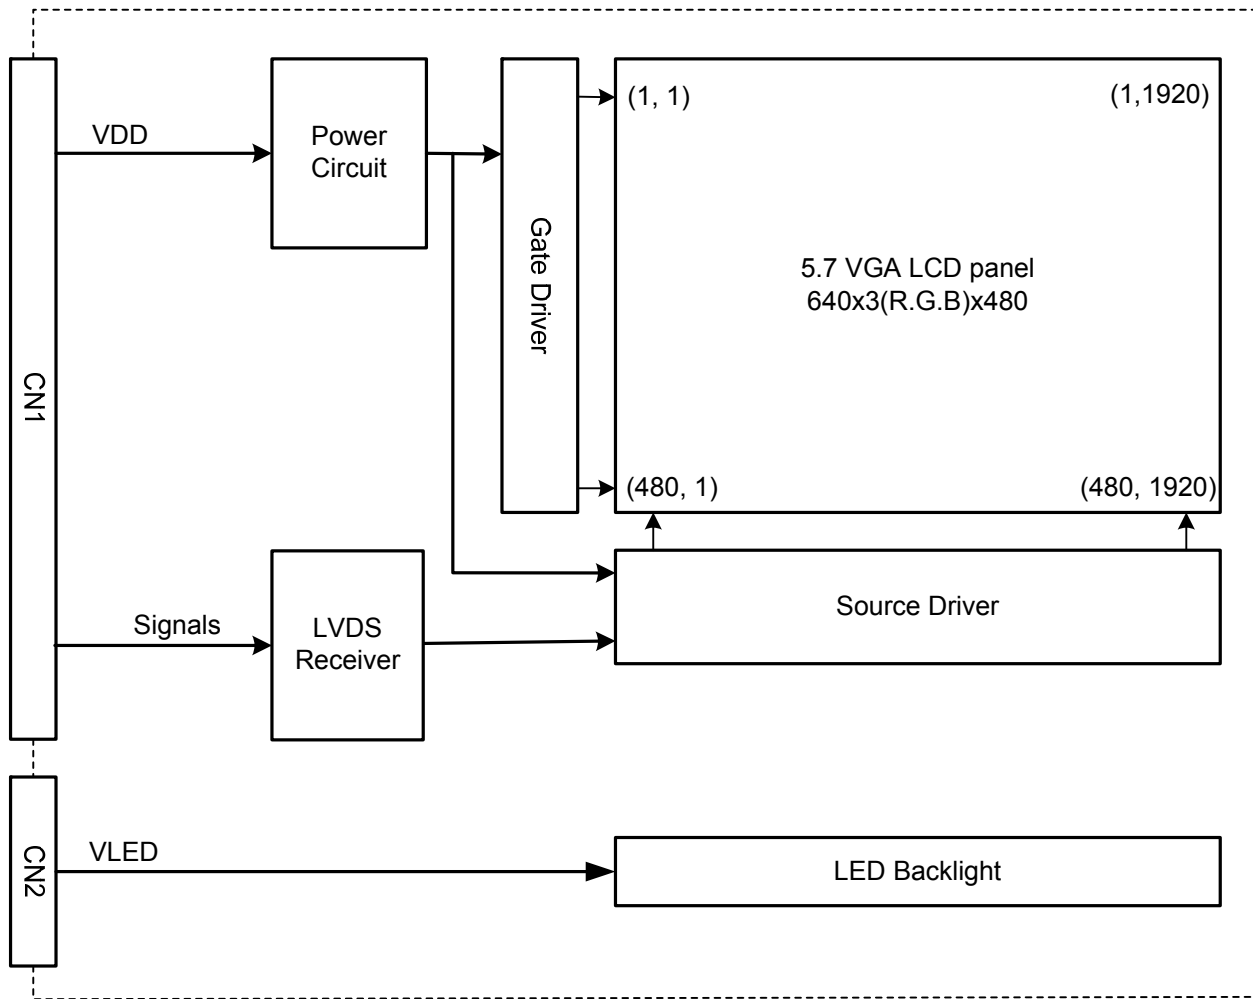 (1, 1)
(1,1920)
VDD
Power
Circuit
Gate Driver
5.7 VGA LCD panel
640x3(R.G.B)x480
CN1
(480, 1)
(480, 1920)
Signals
LVDS
Receiver
Source Driver
CN2
VLED
LED Backlight